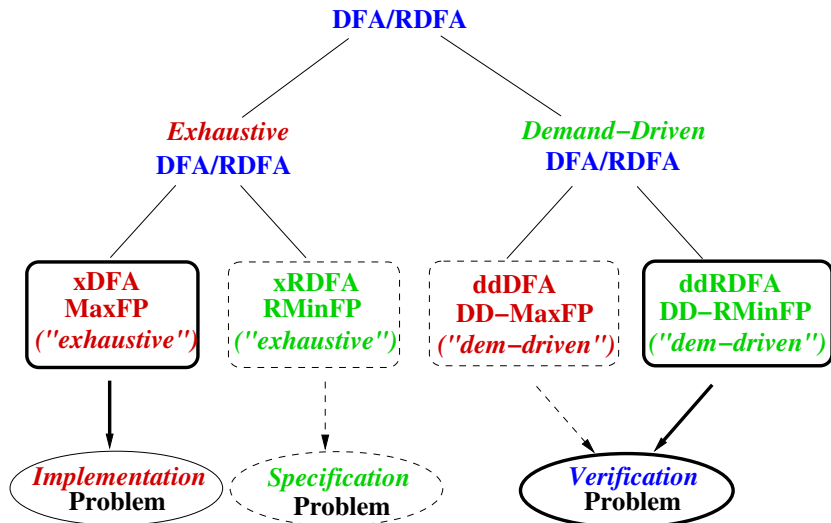 DFA/RDFA
Exhaustive
DFA/RDFA
Demand−Driven
DFA/RDFA
xDFA
MaxFP
("exhaustive")
xRDFA
RMinFP
("exhaustive")
ddDFA
DD−MaxFP
("dem−driven")
ddRDFA
DD−RMinFP
("dem−driven")
Implementation
Problem
Specification
Problem
Verification
Problem